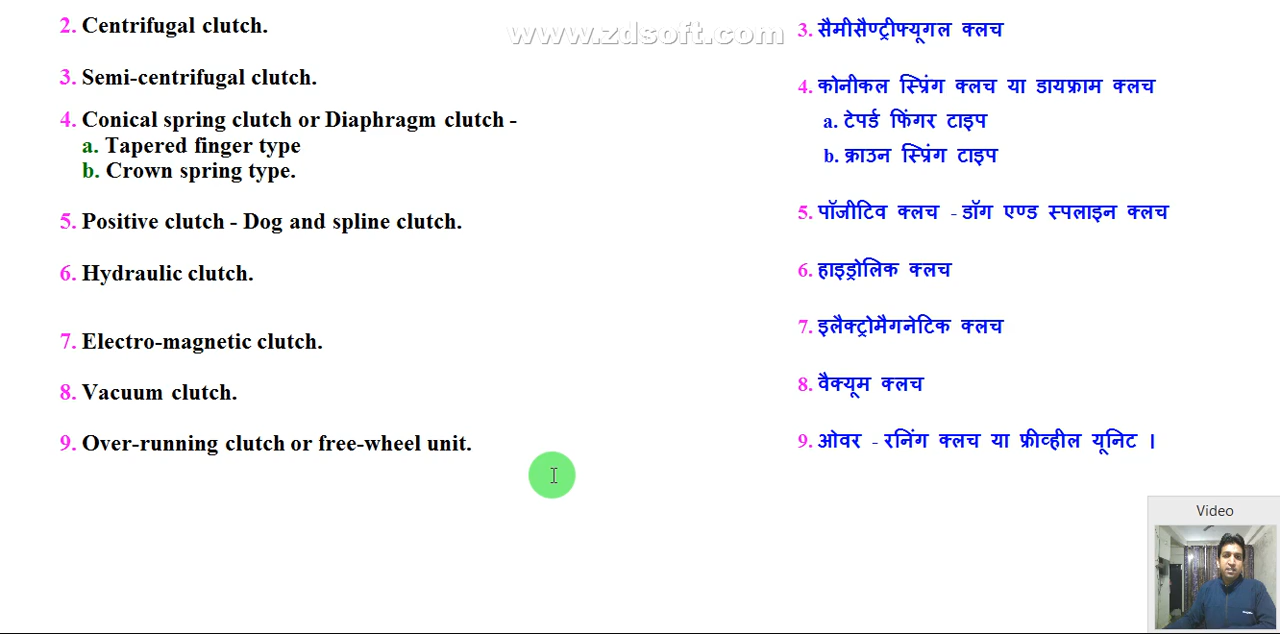 www.zdsoft.com
2. Centrifugal clutch.
3. Semi-centrifugal clutch.
4. Conical spring clutch or Diaphragm clutch -
a. Tapered finger type
b. Crown spring type.
5. Positive clutch - Dog and spline clutch.
6. Hydraulic clutch.
7. Electro-magnetic clutch.
8. Vacuum clutch.
9. Over-running clutch or free-wheel unit.
3. सैमीसैण्ट्रीफ्यूगल क्लच
4. कोनीकल स्प्रिंग क्लच या डायफ्राम क्लच
a. टेपर्ड फिंगर टाइप
b. क्राउन स्प्रिंग टाइप
5. पॉजीटिव क्लच - डॉग एण्ड स्पलाइन क्लच
6. हाइड्रोलिक क्लच
7. इलैक्ट्रोमैगनेटिक क्लच
8. वैक्यूम क्लच
9. ओवर - रनिंग क्लच या फ्रीव्हील यूनिट ।
Video